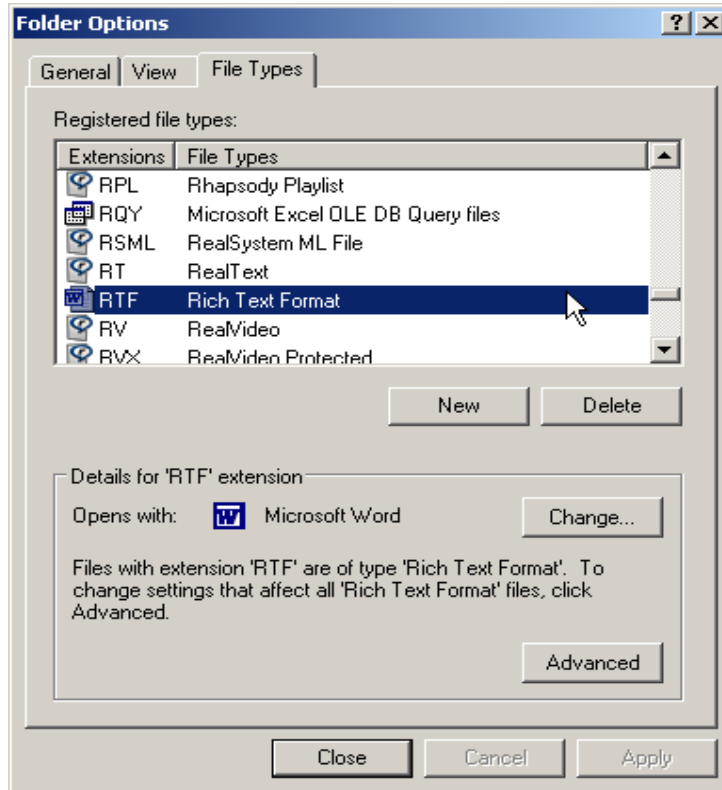 Folder Options
General View File Types
Registered file types:
Extensions File Types
RPL Rhapsody Playlist
RQY Microsoft Excel OLE DB Query files
RSML RealSystem ML File
RT RealText
RTF Rich Text Format
RV RealVideo
RVX RealVideo Protected
New Delete
Details for 'RTF' extension
Opens with: Microsoft Word Change...
Files with extension 'RTF' are of type 'Rich Text Format'. To
change settings that affect all 'Rich Text Format' files, click
Advanced.
Advanced
Close Cancel Apply